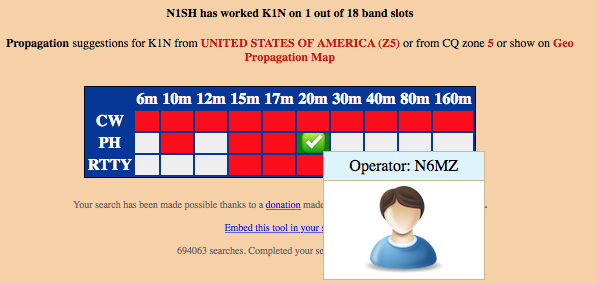 N1SH has worked K1N on 1 out of 18 band slots
Propagation suggestions for K1N from UNITED STATES OF AMERICA (Z5) or from CQ zone 5 or show on Geo
Propagation Map
6m 10m 12m 15m 17m 20m 30m 40m 80m 160m
CW
PH
RTTY
Operator: N6MZ
Your search has been made possible thanks to a donation made
Embed this tool in your
694063 searches. Completed your se